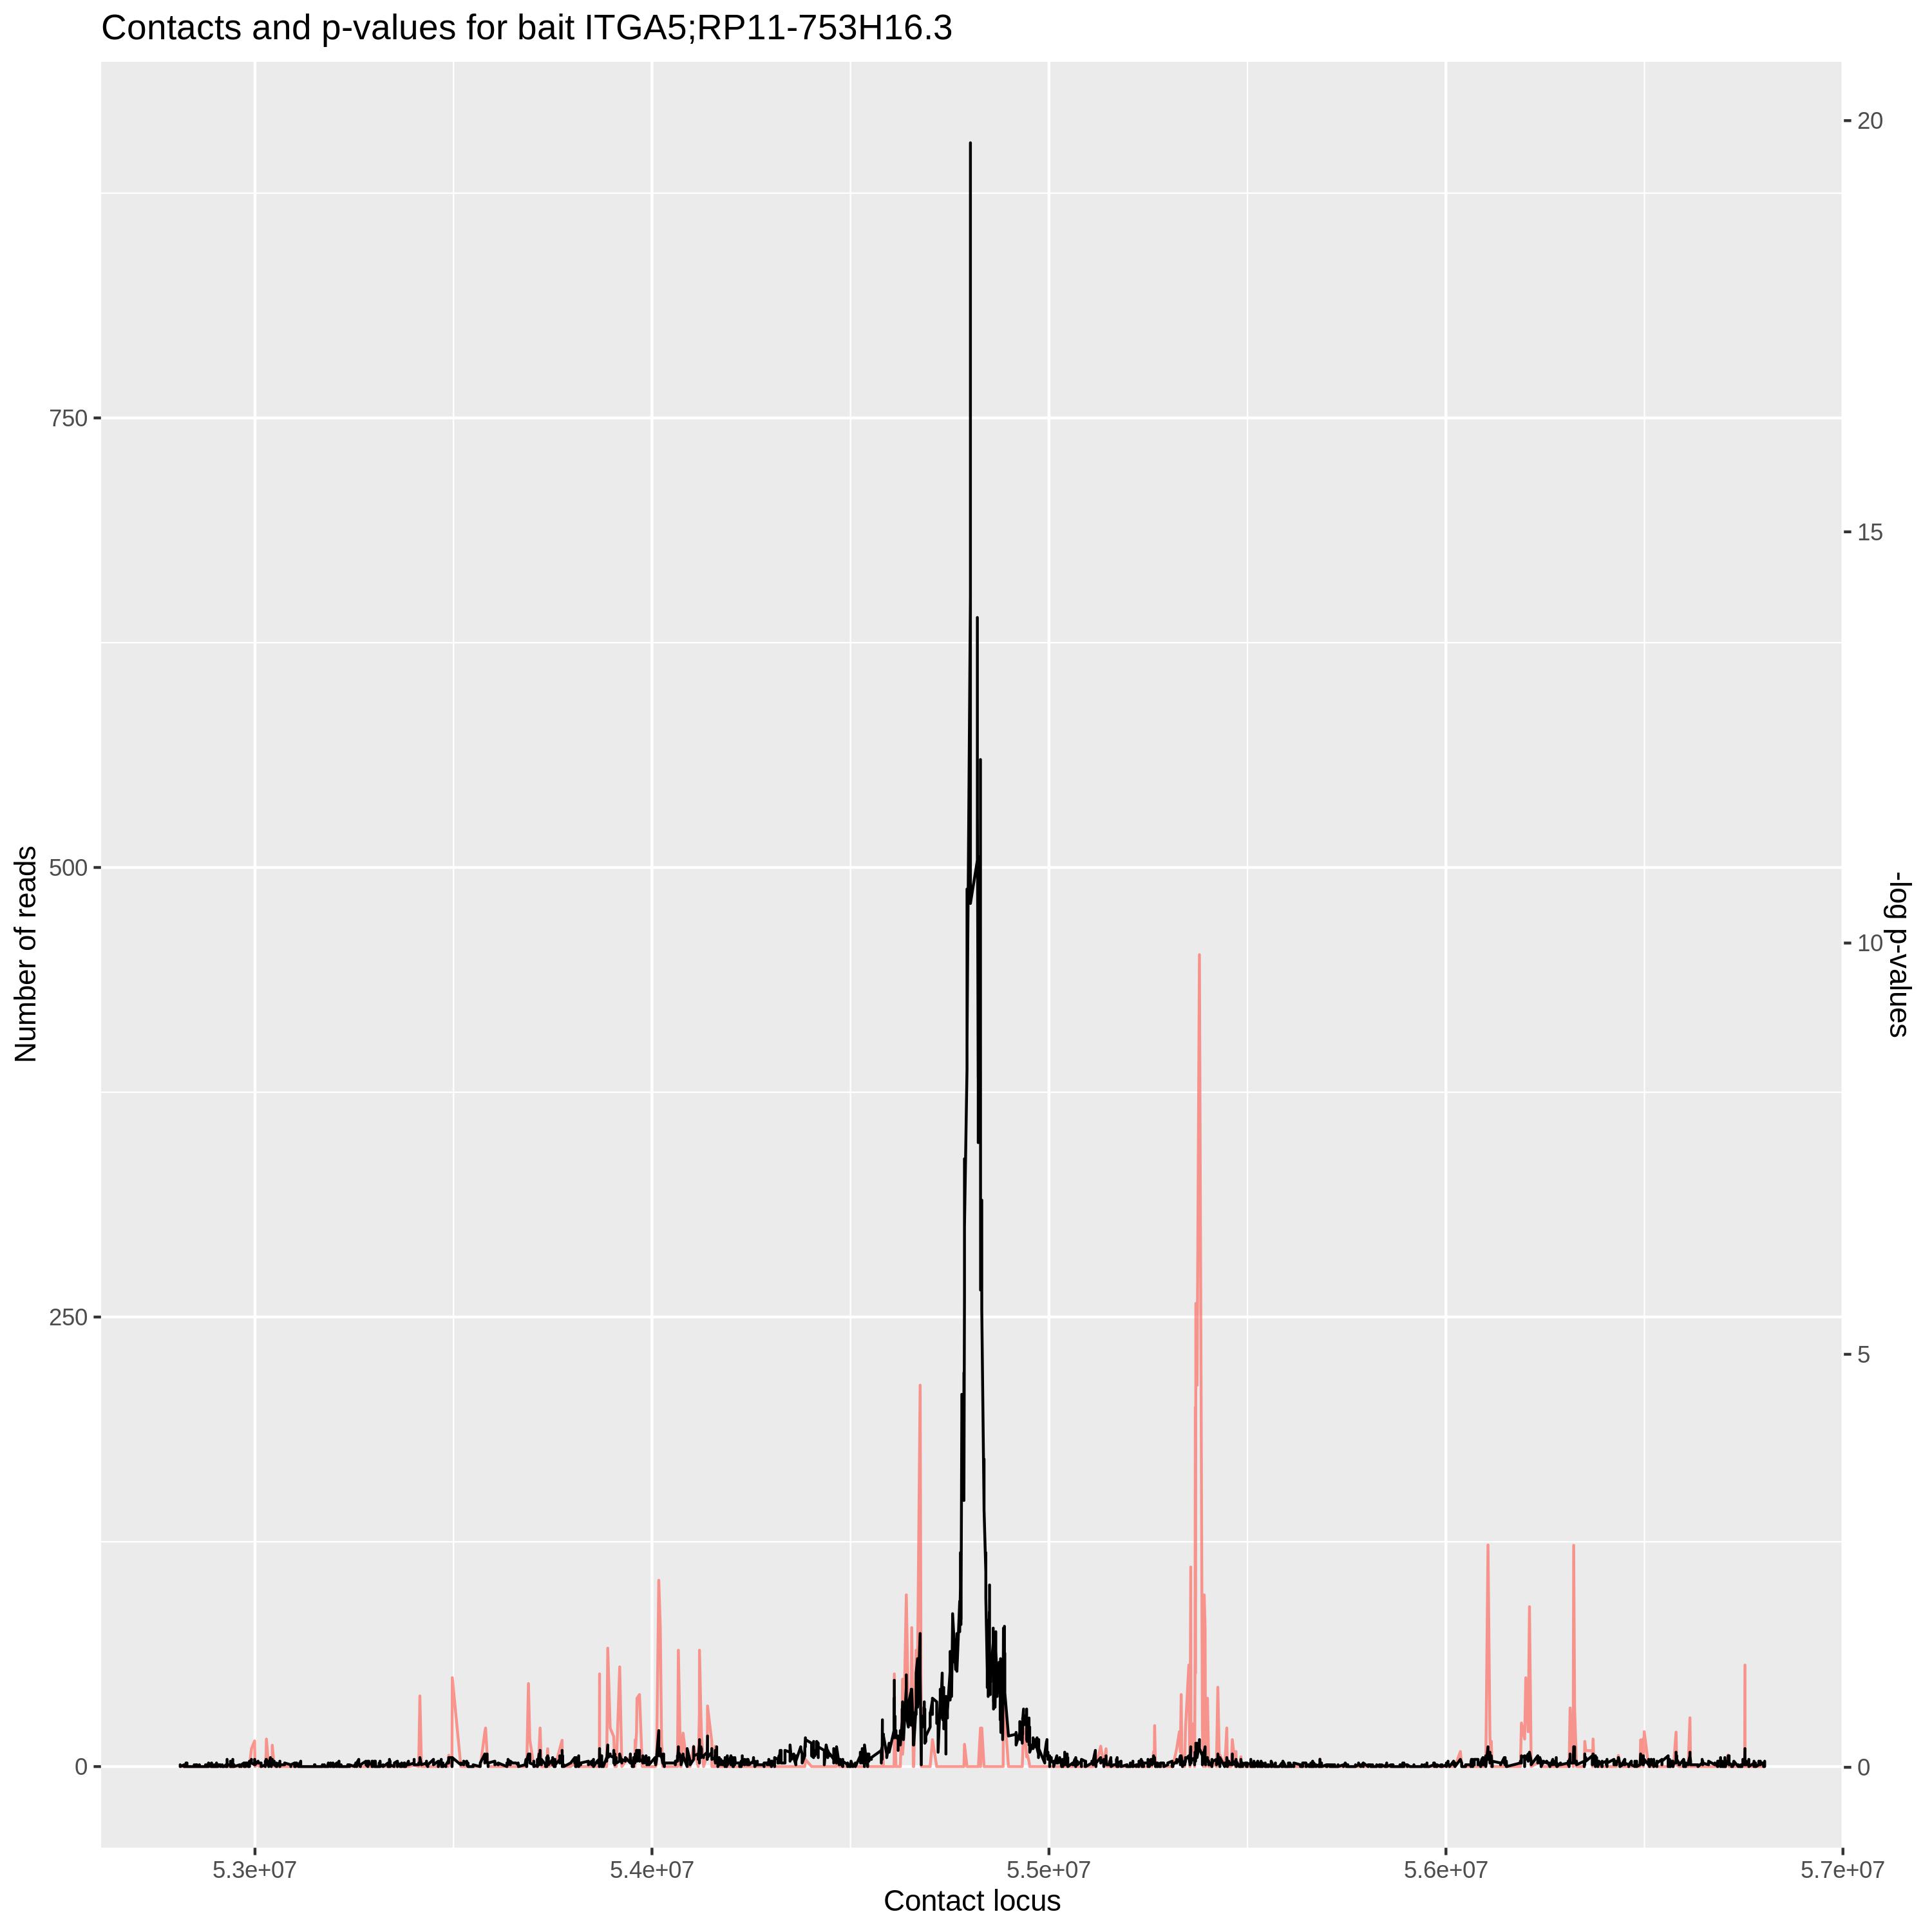 Contacts and p-values for bait ITGA5;RP11-753H16.3
Number of reads
750
500
250
0
20
15
10
5
0
-log p-values
5.3e+07 5.4e+07 5.5e+07 5.6e+07 5.7e+07
Contact locus